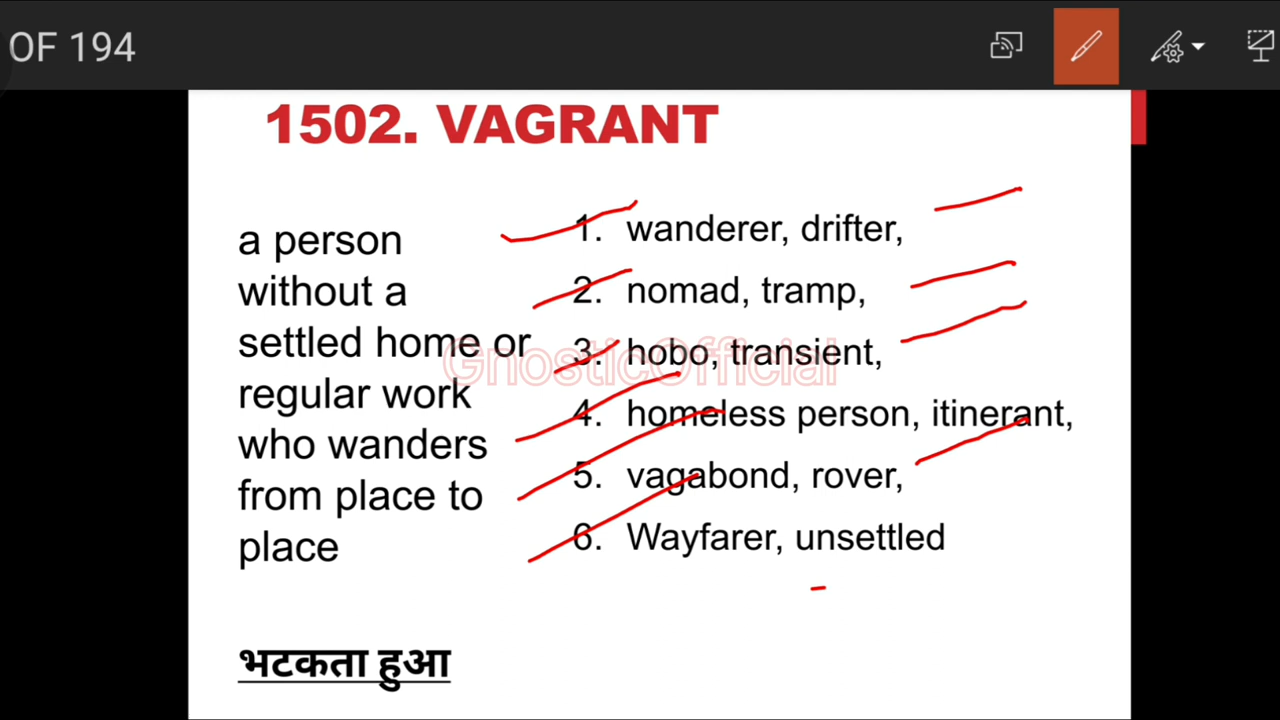 OF 194
1502. VAGRANT
a person
without a
settled home or
regular work
who wanders
from place to
place
1. wanderer, drifter,
2. nomad, tramp,
3. hobo, transient,
4. homeless person, itinerant,
5. vagabond, rover,
6. Wayfarer, unsettled
GnosticOfficial
भटकता हुआ